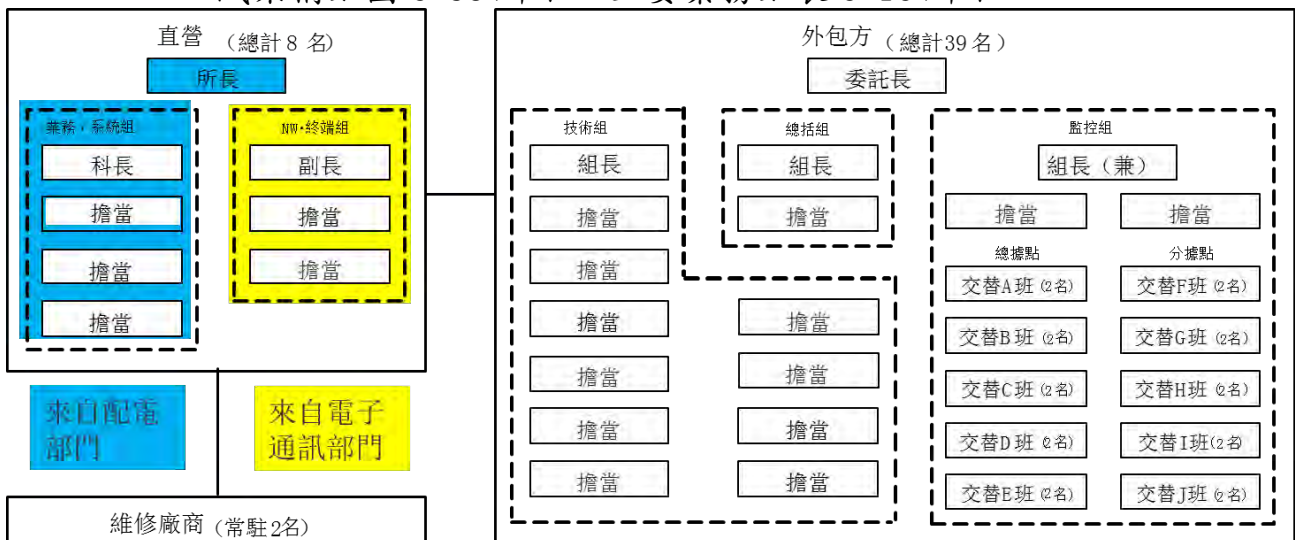 直營 (總計8名)
所長
業務・系統組
科長
擔當
擔當
擔當
NW・終端組
副長
擔當
擔當
來自配電
部門
來自電子
通訊部門
維修廠商(常駐2名)
外包方(總計39名)
委託長
技術組
組長
擔當
擔當
擔當
擔當
擔當
擔當
擔當
擔當
擔當
擔當
總括組
組長
擔當
監控組
組長(兼)
擔當
擔當
總據點
交替A班(2名)
交替B班(2名)
交替C班(2名)
交替D班(2名)
交替E班(2名)
分據點
交替F班(2名)
交替G班(2名)
交替H班(2名)
交替I班(2名)
交替J班(2名)